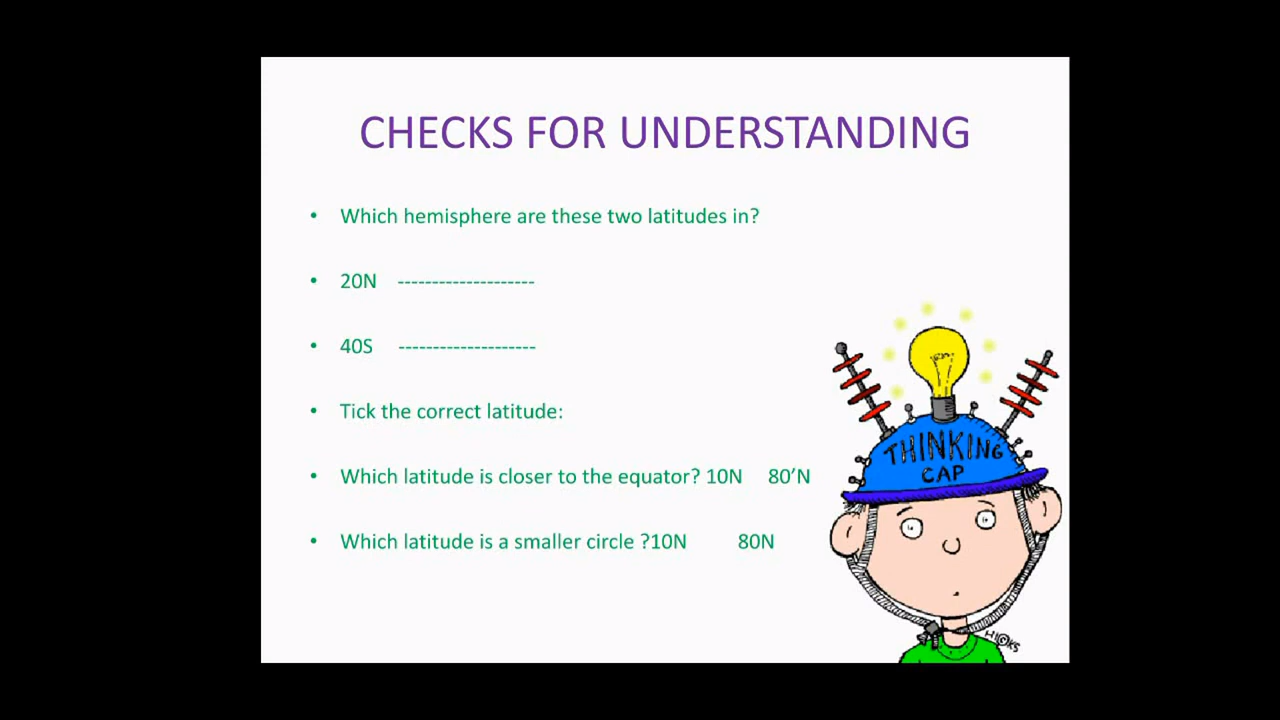 CHECKS FOR UNDERSTANDING
• Which hemisphere are these two latitudes in?
• 20N --------------------
• 40S --------------------
• Tick the correct latitude:
• Which latitude is closer to the equator? 10N 80’N
• Which latitude is a smaller circle ?10N 80N
THINKING
CAP
HICKS